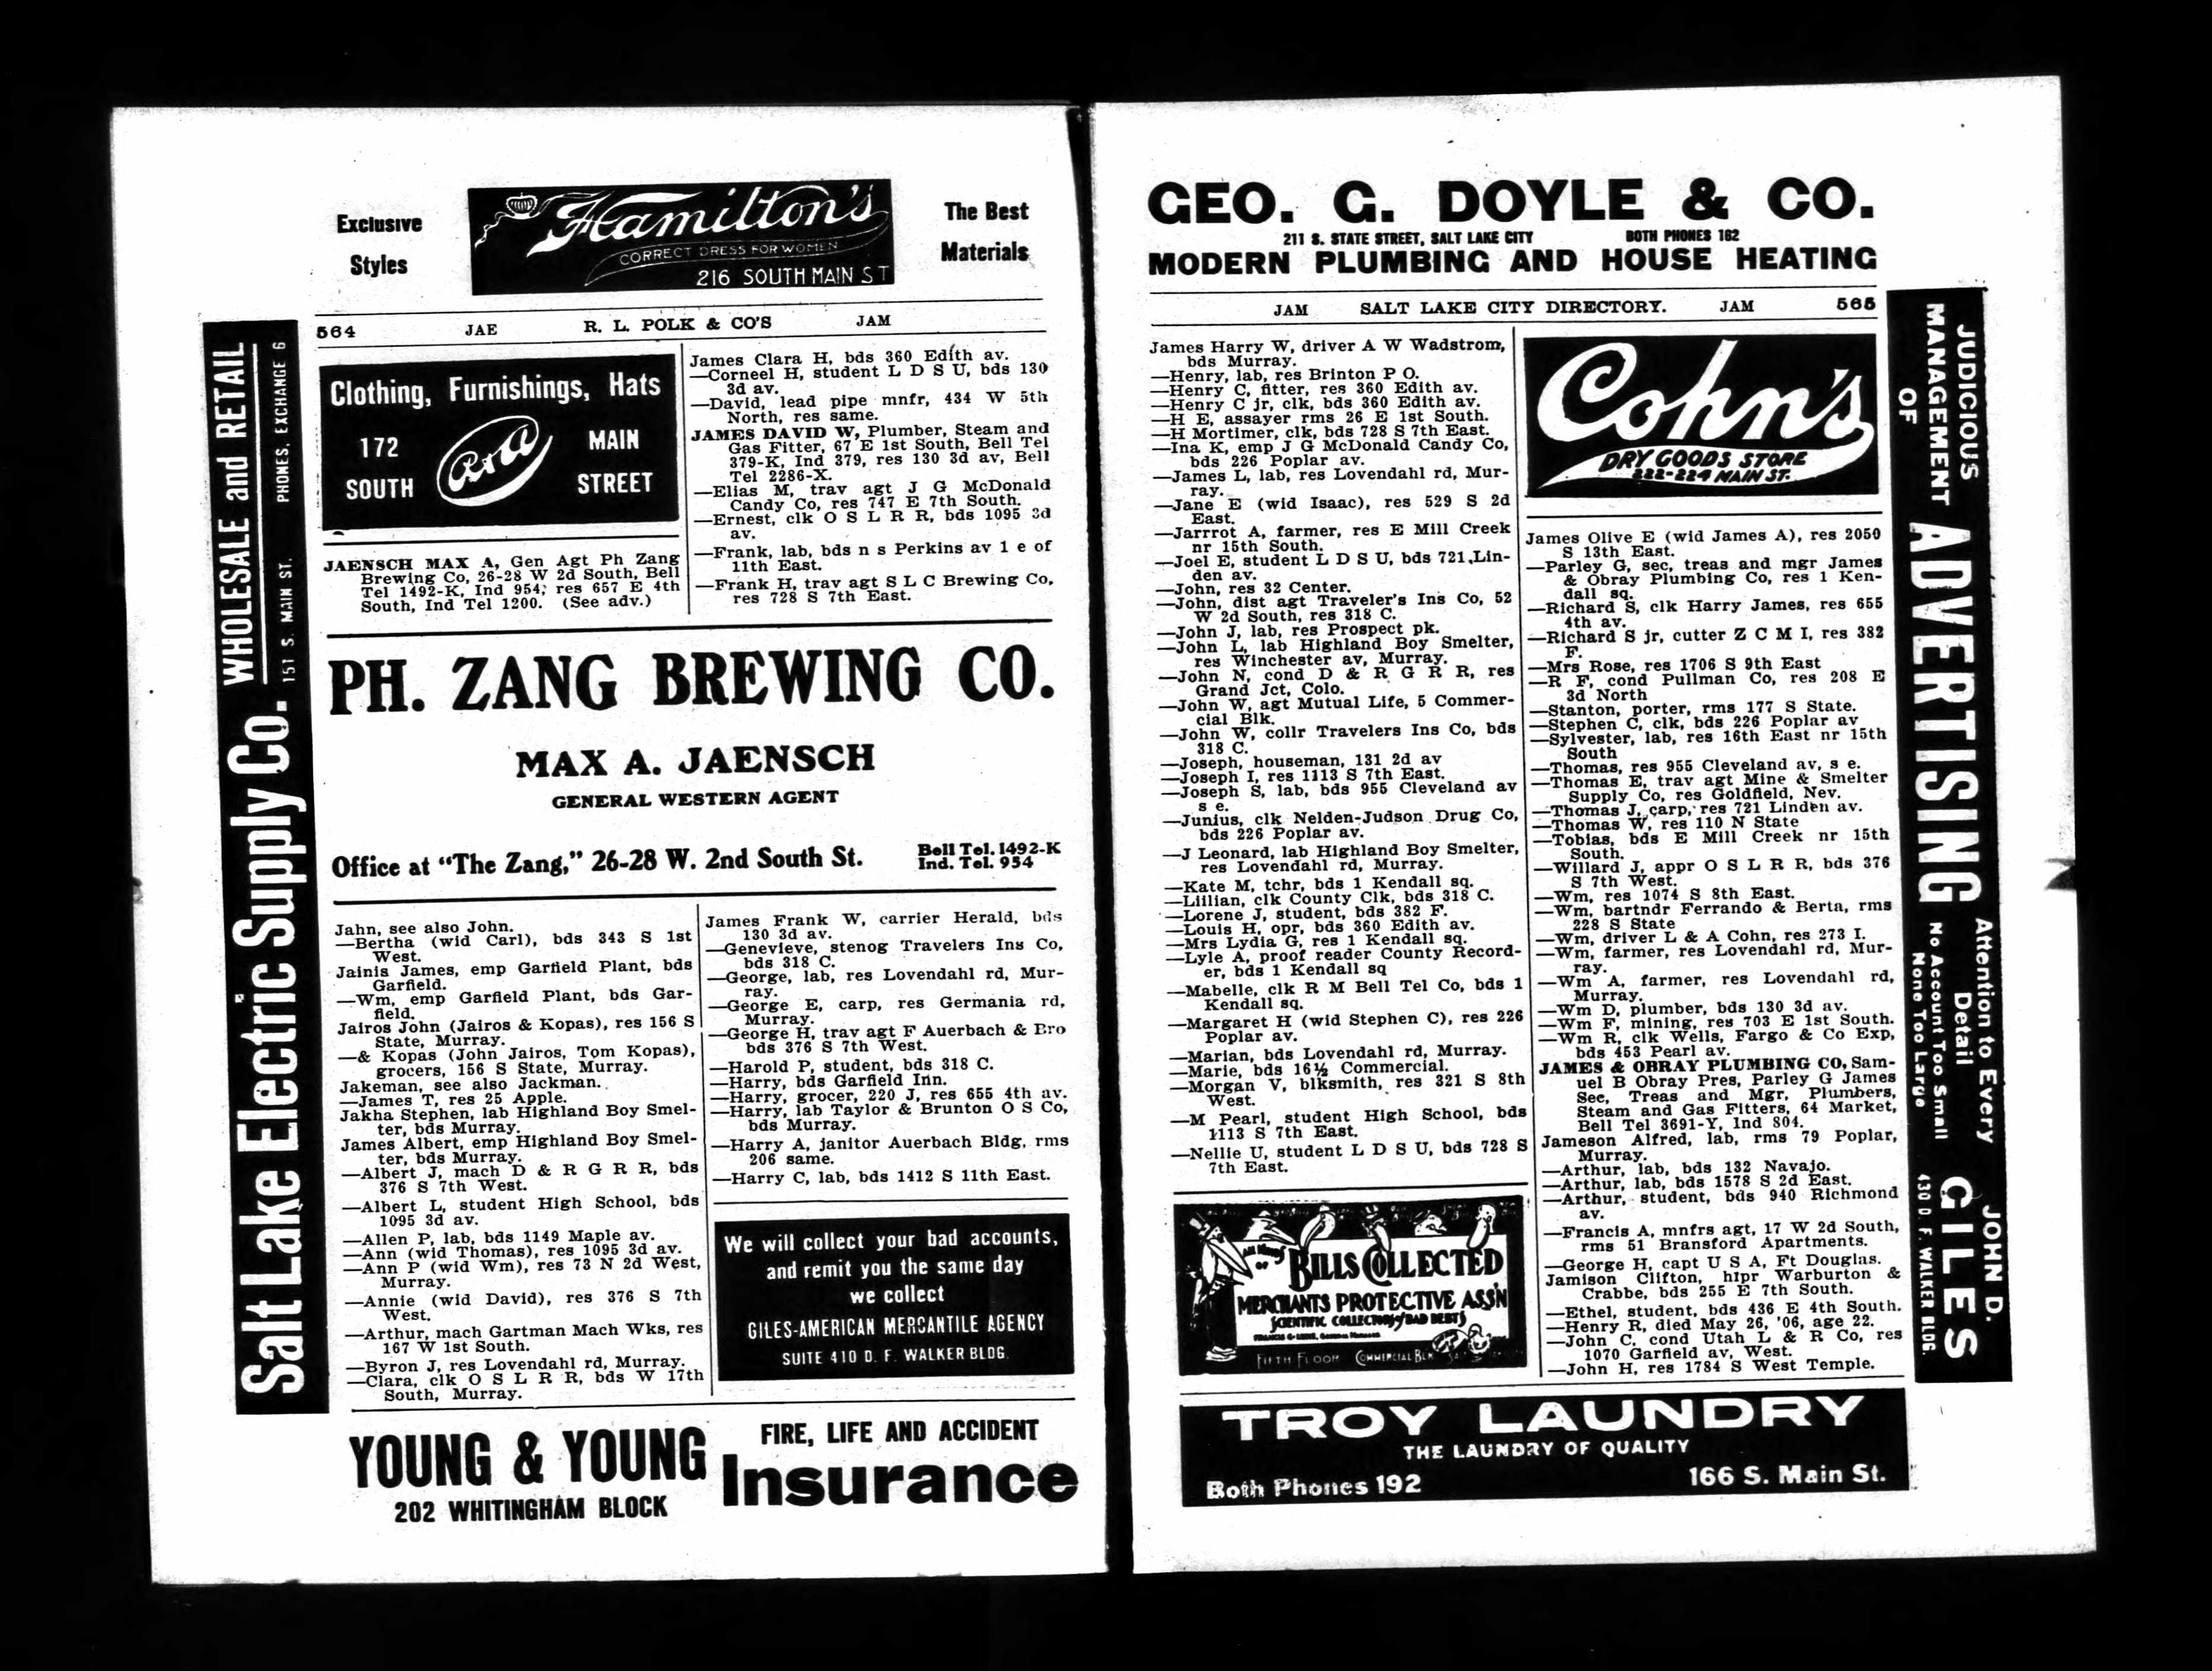 Exclusive
Styles
Hamilton's
CORRECT DRESS FOR WOMEN
216 SOUTH MAIN ST
The Best
Materials
564 JAE R. L. POLK & CO'S JAM
WHOLESALE and RETAIL
151 S. MAIN ST. PHONES, EXCHANGE 6
Salt Lake Electric Supply Co.
Clothing, Furnishings, Hats
172
SOUTH
MAIN
STREET
JAENSCH MAX A, Gen Agt Ph Zang
Brewing Co, 26-28 W 2d South, Bell
Tel 1492-K, Ind 954; res 657 E 4th
South, Ind Tel 1200. (See adv.)
James Clara H, bds 360 Edith av.
—Corneel H, student L D S U, bds 130
3d av.
—David, lead pipe mnfr, 434 W 5th
North, res same.
JAMES DAVID W, Plumber, Steam and
Gas Fitter, 67 E 1st South, Bell Tel
379-K, Ind 379, res 130 3d av, Bell
Tel 2286-X.
—Elias M, trav agt J G McDonald
Candy Co, res 747 E 7th South.
—Ernest, clk O S L R R, bds 1095 3d
av.
—Frank, lab, bds n s Perkins av 1 e of
11th East.
—Frank H, trav agt S L C Brewing Co,
res 728 S 7th East.
PH. ZANG BREWING CO.
MAX A. JAENSCH
GENERAL WESTERN AGENT
Office at "The Zang," 26-28 W. 2nd South St.
Bell Tel. 1492-K
Ind. Tel. 954
Jahn, see also John.
—Bertha (wid Carl), bds 343 S 1st
West.
Jainis James, emp Garfield Plant, bds
Garfield.
—Wm, emp Garfield Plant, bds Gar-
field.
Jairos John (Jairos & Kopas), res 156 S
State, Murray.
—& Kopas (John Jairos, Tom Kopas),
grocers, 156 S State, Murray.
Jakeman, see also Jackman.
—James T, res 25 Apple.
Jakha Stephen, lab Highland Boy Smel-
ter, bds Murray.
James Albert, emp Highland Boy Smel-
ter, bds Murray.
—Albert J, mach D & R G R R, bds
376 S 7th West.
—Albert L, student High School, bds
1095 3d av.
—Allen P, lab, bds 1149 Maple av.
—Ann (wid Thomas), res 1095 3d av.
—Ann P (wid Wm), res 73 N 2d West,
Murray.
—Annie (wid David), res 376 S 7th
West.
—Arthur, mach Gartman Mach Wks, res
167 W 1st South.
—Byron J, res Lovendahl rd, Murray.
—Clara, clk O S L R R, bds W 17th
South, Murray.
James Frank W, carrier Herald, bds
130 3d av.
—Genevieve, stenog Travelers Ins Co,
bds 318 C.
—George, lab, res Lovendahl rd, Mur-
ray.
—George E, carp, res Germania rd,
Murray.
—George H, trav agt F Auerbach & Bro
bds 376 S 7th West.
—Harold P, student, bds 318 C.
—Harry, bds Garfield Inn.
—Harry, grocer, 220 J, res 655 4th av.
—Harry, lab Taylor & Brunton O S Co,
bds Murray.
—Harry A, janitor Auerbach Bldg, rms
206 same.
—Harry C, lab, bds 1412 S 11th East.
We will collect your bad accounts,
and remit you the same day
we collect
GILES-AMERICAN MERCANTILE AGENCY
SUITE 410 D. F. WALKER BLDG.
YOUNG & YOUNG
202 WHITINGHAM BLOCK
FIRE, LIFE AND ACCIDENT
Insurance
GEO. G. DOYLE & CO.
211 S. STATE STREET, SALT LAKE CITY BOTH PHONES 162
MODERN PLUMBING AND HOUSE HEATING
JAM SALT LAKE CITY DIRECTORY. JAM 565
James Harry W, driver A W Wadstrom,
bds Murray.
—Henry, lab, res Brinton P O.
—Henry C, fitter, res 360 Edith av.
—Henry C jr, clk, bds 360 Edith av.
—H E, assayer rms 26 E 1st South.
—H Mortimer, clk, bds 728 S 7th East.
—Ina K, emp J G McDonald Candy Co,
bds 226 Poplar av.
—James L, lab, res Lovendahl rd, Mur-
ray.
—Jane E (wid Isaac), res 529 S 2d
East.
—Jarrrot A, farmer, res E Mill Creek
nr 15th South.
—Joel E, student L D S U, bds 721 Lin-
den av.
—John, res 32 Center.
—John, dist agt Traveler's Ins Co, 52
W 2d South, res 318 C.
—John J, lab, res Prospect pk.
—John L, lab Highland Boy Smelter,
res Winchester av, Murray.
—John N, cond D & R G R R, res
Grand Jct, Colo.
—John W, agt Mutual Life, 5 Commer-
cial Blk.
—John W, collr Travelers Ins Co, bds
318 C.
—Joseph, houseman, 131 2d av
—Joseph I, res 1113 S 7th East.
—Joseph S, lab, bds 955 Cleveland av
s e.
—Junius, clk Nelden-Judson Drug Co,
bds 226 Poplar av.
—J Leonard, lab Highland Boy Smelter,
res Lovendahl rd, Murray.
—Kate M, tchr, bds 1 Kendall sq.
—Lillian, clk County Clk, bds 318 C.
—Lorene J, student, bds 382 F.
—Louis H, opr, bds 360 Edith av.
—Mrs Lydia G, res 1 Kendall sq.
—Lyle A, proof reader County Record-
er, bds 1 Kendall sq
—Mabelle, clk R M Bell Tel Co, bds 1
Kendall sq.
—Margaret H (wid Stephen C), res 226
Poplar av.
—Marian, bds Lovendahl rd, Murray.
—Marie, bds 16½ Commercial.
—Morgan V, blksmith, res 321 S 8th
West.
—M Pearl, student High School, bds
1113 S 7th East.
—Nellie U, student L D S U, bds 728 S
7th East.
ALL KINDS OF
BILLS COLLECTED
MERCHANTS PROTECTIVE ASS'N
SCIENTIFIC COLLECTORS of BAD DEBTS
FIFTH FLOOR COMMERCIAL BLK
Cohn's
DRY GOODS STORE
222-224 MAIN ST.
James Olive E (wid James A), res 2050
S 13th East.
—Parley G, sec, treas and mgr James
& Obray Plumbing Co, res 1 Ken-
dall sq.
—Richard S, clk Harry James, res 655
4th av.
—Richard S jr, cutter Z C M I, res 382
F.
—Mrs Rose, res 1706 S 9th East
—R F, cond Pullman Co, res 208 E
3d North
—Stanton, porter, rms 177 S State.
—Stephen C, clk, bds 226 Poplar av
—Sylvester, lab, res 16th East nr 15th
South
—Thomas, res 955 Cleveland av, s e.
—Thomas E, trav agt Mine & Smelter
Supply Co, res Goldfield, Nev.
—Thomas J, carp, res 721 Linden av.
—Thomas W, res 110 N State
—Tobias, bds E Mill Creek nr 15th
South.
—Willard J, appr O S L R R, bds 376
S 7th West.
—Wm, res 1074 S 8th East.
—Wm, bartndr Ferrando & Berta, rms
228 S State
—Wm, driver L & A Cohn, res 273 I.
—Wm, farmer, res Lovendahl rd, Mur-
ray.
—Wm A, farmer, res Lovendahl rd,
Murray.
—Wm D, plumber, bds 130 3d av.
—Wm F, mining, res 703 E 1st South.
—Wm R, clk Wells, Fargo & Co Exp,
bds 453 Pearl av.
JAMES & OBRAY PLUMBING CO, Sam-
uel B Obray Pres, Parley G James
Sec, Treas and Mgr, Plumbers,
Steam and Gas Fitters, 64 Market,
Bell Tel 3691-Y, Ind 804.
Jameson Alfred, lab, rms 79 Poplar,
Murray.
—Arthur, lab, bds 132 Navajo.
—Arthur, lab, bds 1578 S 2d East.
—Arthur, student, bds 940 Richmond
av.
—Francis A, mnfrs agt, 17 W 2d South,
rms 51 Bransford Apartments.
—George H, capt U S A, Ft Douglas.
Jamison Clifton, hlpr Warburton &
Crabbe, bds 255 E 7th South.
—Ethel, student, bds 436 E 4th South.
—Henry R, died May 26, '06, age 22.
—John C, cond Utah L & R Co, res
1070 Garfield av, West.
—John H, res 1784 S West Temple.
JUDICIOUS
MANAGEMENT
OF
ADVERTISING
Attention to Every
Detail
No Account Too Small
None Too Large
JOHN D.
GILES
430 D. F. WALKER BLDG.
TROY LAUNDRY
THE LAUNDRY OF QUALITY
Both Phones 192 166 S. Main St.